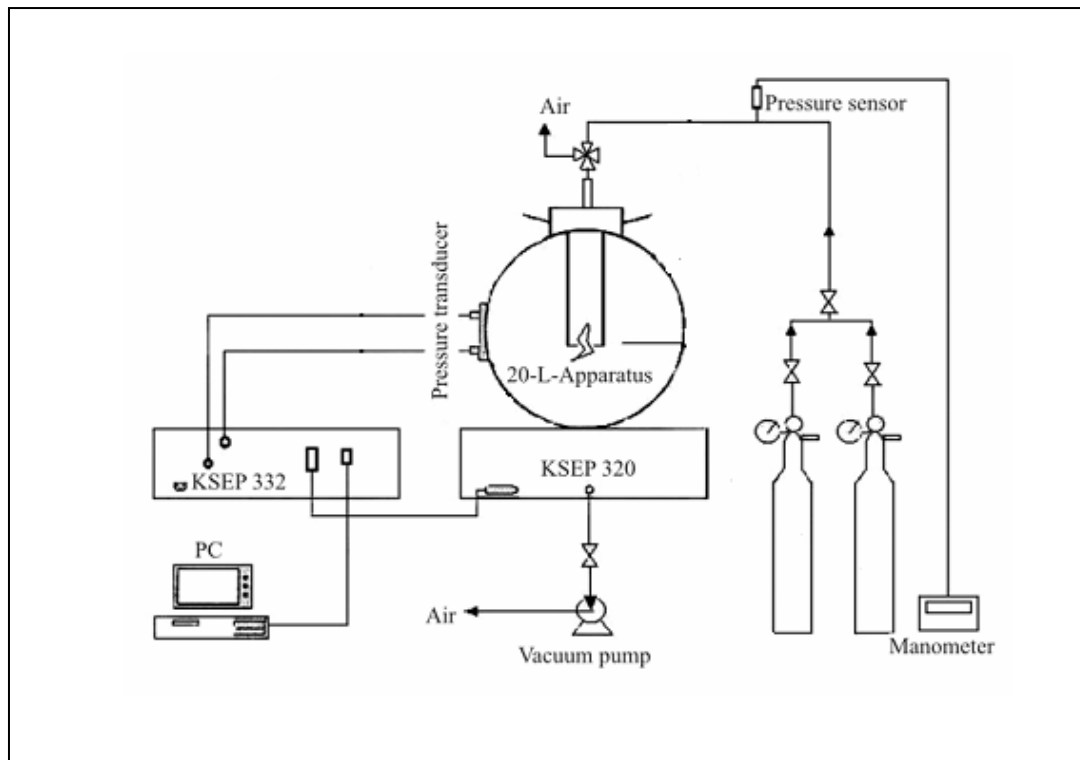 Pressure sensor
Air
Pressure transducer
20-L-Apparatus
KSEP 332
KSEP 320
PC
Air
Vacuum pump
Manometer